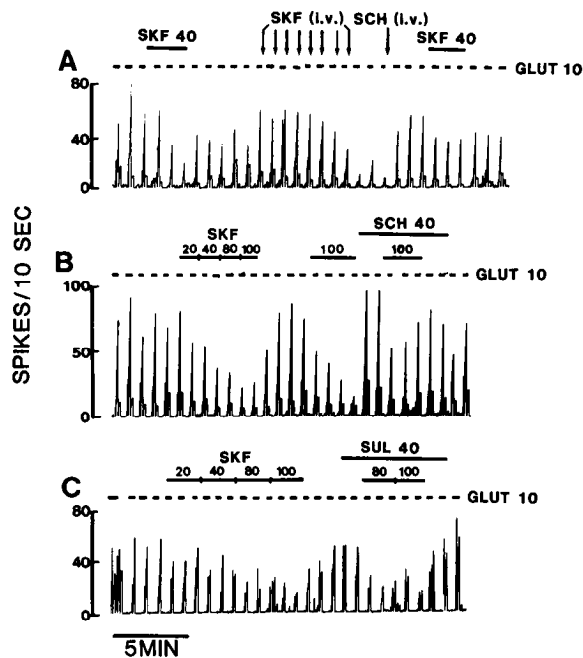 SKF (i.v.) SCH (i.v.)
SKF 40 SKF 40
A
GLUT 10
80
40
0
SCH 40
SKF
20 40 80 100 100 100
B
GLUT 10
100
50
0
SPIKES/10 SEC
SUL 40
SKF
20 40 80 100 80 100
C
GLUT 10
80
40
0
5MIN